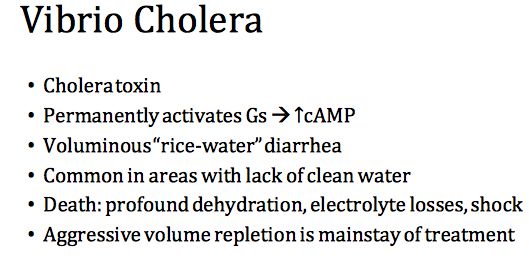 Vibrio Cholera
• Cholera toxin
• Permanently activates Gs → ↑cAMP
• Voluminous “rice-water” diarrhea
• Common in areas with lack of clean water
• Death: profound dehydration, electrolyte losses, shock
• Aggressive volume repletion is mainstay of treatment